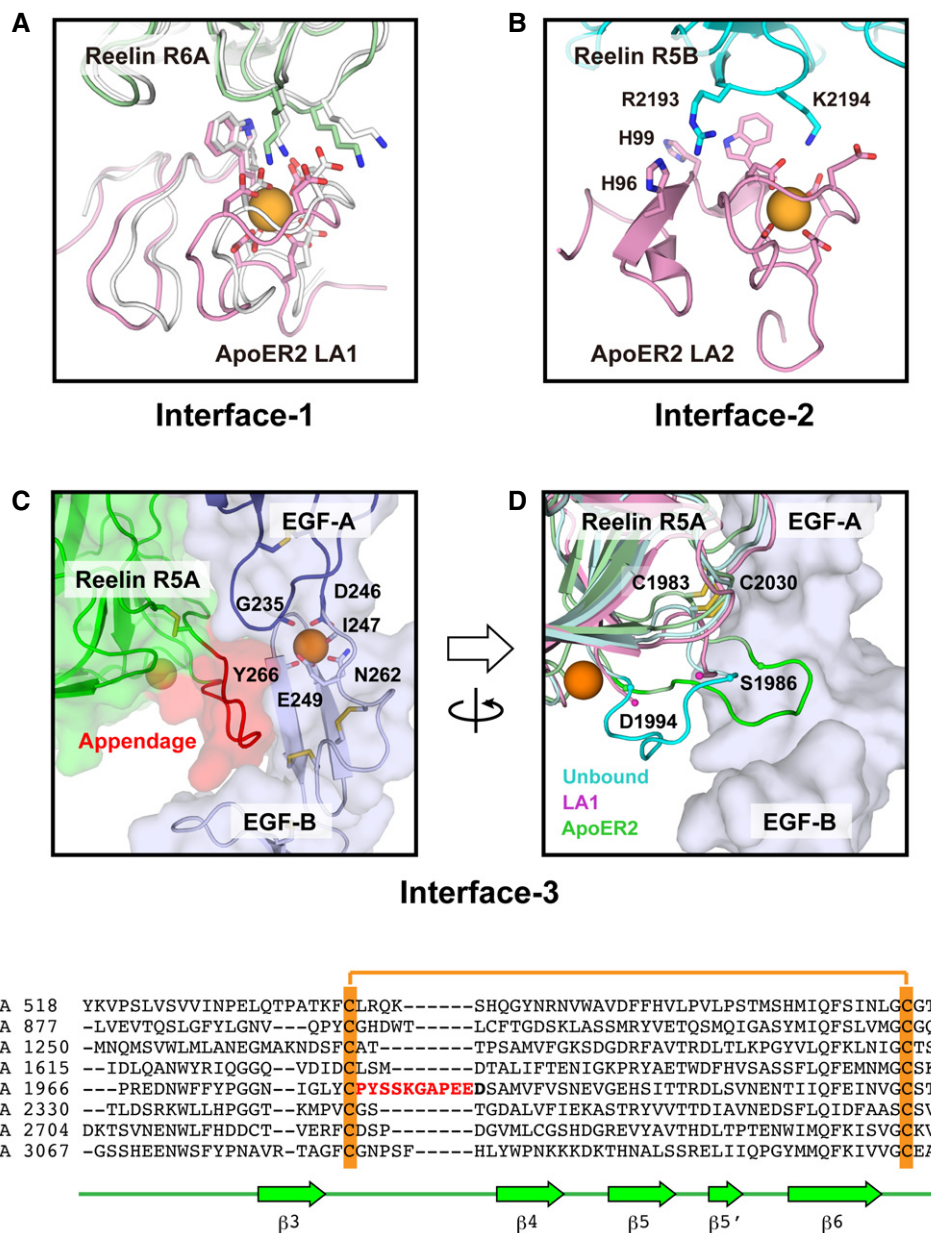 A
B
Reelin R6A
ApoER2 LA1
Interface-1
Reelin R5B
R2193
K2194
H99
H96
ApoER2 LA2
Interface-2
C
D
EGF-A
Reelin R5A
G235
D246
I247
Y266
N262
E249
Appendage
EGF-B
Reelin R5A
EGF-A
C1983
C2030
S1986
D1994
Unbound
LA1
ApoER2
EGF-B
Interface-3
A 518 YKVPSLVSVVINPELQTPATKFCLRQK-------SHQGYNRNVWAVDFFHVLPVLPSTMSHMIQFSINLGCGT
A 877 -LVEVTQSLGFYLGNV---QPYCGHDWT-------LCFTGDSKLASSMRYVETQSMQIGASYMIQFSLVMGCGQ
A 1250 -MNQMSVWLMLANEGMAKNDSFCAT----------TPSAMVFGKSDGDRFAVTRDLTLKPGYVLQFKLNIGCTS
A 1615 --IDLQANWYRIQGGQ--VDIDCLSM---------DTALIFTENIGKPRYAETWDFHVSASSFLQFEMNMGCSK
A 1966 ---PREDNWFFYPGGN--IGLYCPYSSKGAPEEDSAMVFVSNEVGEHSITTRDLSVNENTIIQFEINVGCSTD
A 2330 --TLDSRKWLLHPGGT--KMPVCGS----------TGDALVFIEKASTRYVVTTDIAVNEDSFLQIDFAASCSV
A 2704 DKTSVNENWLFHDDCT--VERFCDSP---------DGVMLCGSHDGREVYAVTHDLTPTENWIMQFKISVGCKV
A 3067 -GSSHEENWSFYPNAVR-TAGFCGNPSF------HLYWPNKKKDKTHNALSSRELIIQPGYMMQFKIVVGCEA
β3
β4
β5
β5′
β6